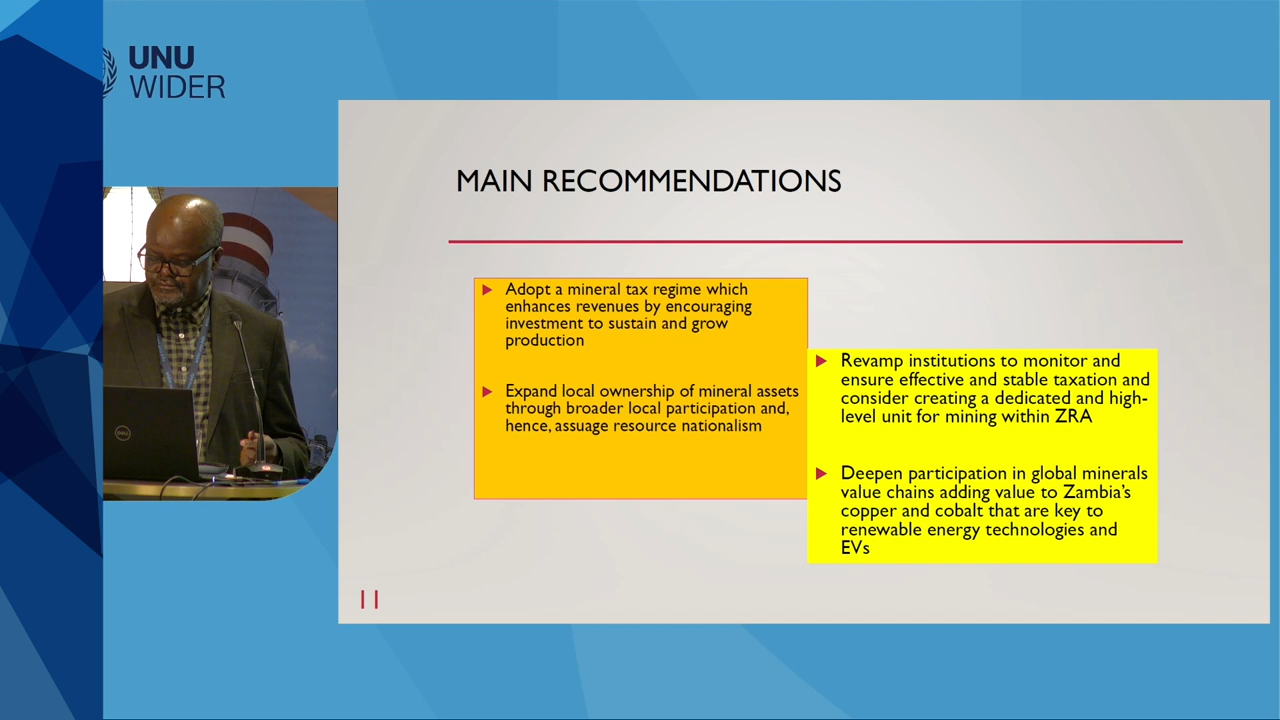 UNU
WIDER
MAIN RECOMMENDATIONS
Adopt a mineral tax regime which
enhances revenues by encouraging
investment to sustain and grow
production
Expand local ownership of mineral assets
through broader local participation and,
hence, assuage resource nationalism
Revamp institutions to monitor and
ensure effective and stable taxation and
consider creating a dedicated and high-
level unit for mining within ZRA
Deepen participation in global minerals
value chains adding value to Zambia’s
copper and cobalt that are key to
renewable energy technologies and
EVs
11
DELL